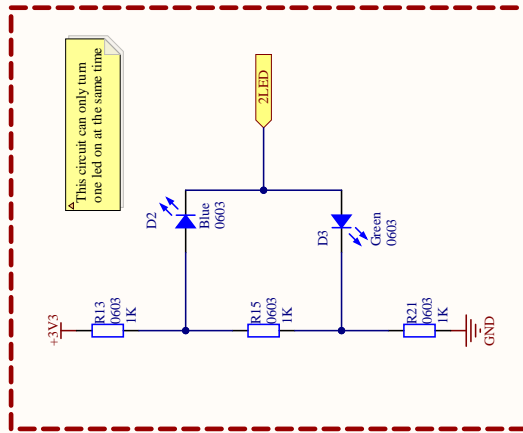 This circuit can only turn
one led on at the same time
2LED
D2
Blue
0603
D3
Green
0603
+3V3
R13
0603
1K
R15
0603
1K
R21
0603
1K
GND